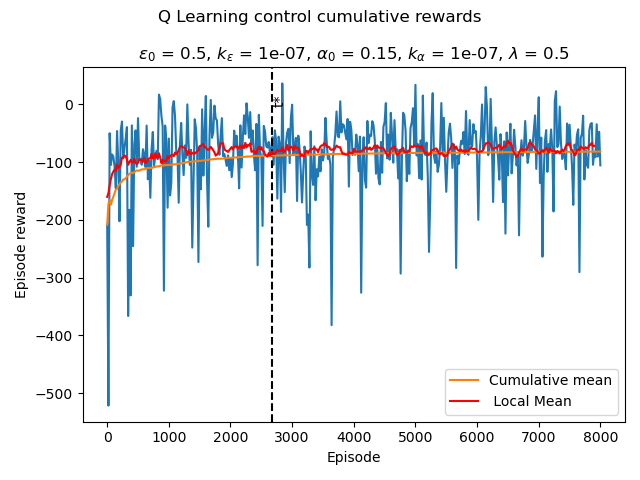 Q Learning control cumulative rewards
ε₀ = 0.5, kε = 1e-07, α₀ = 0.15, kα = 1e-07, λ = 0.5
0
−100
−200
−300
−400
−500
Episode reward
0 1000 2000 3000 4000 5000 6000 7000 8000
Episode
Cumulative mean
Local Mean